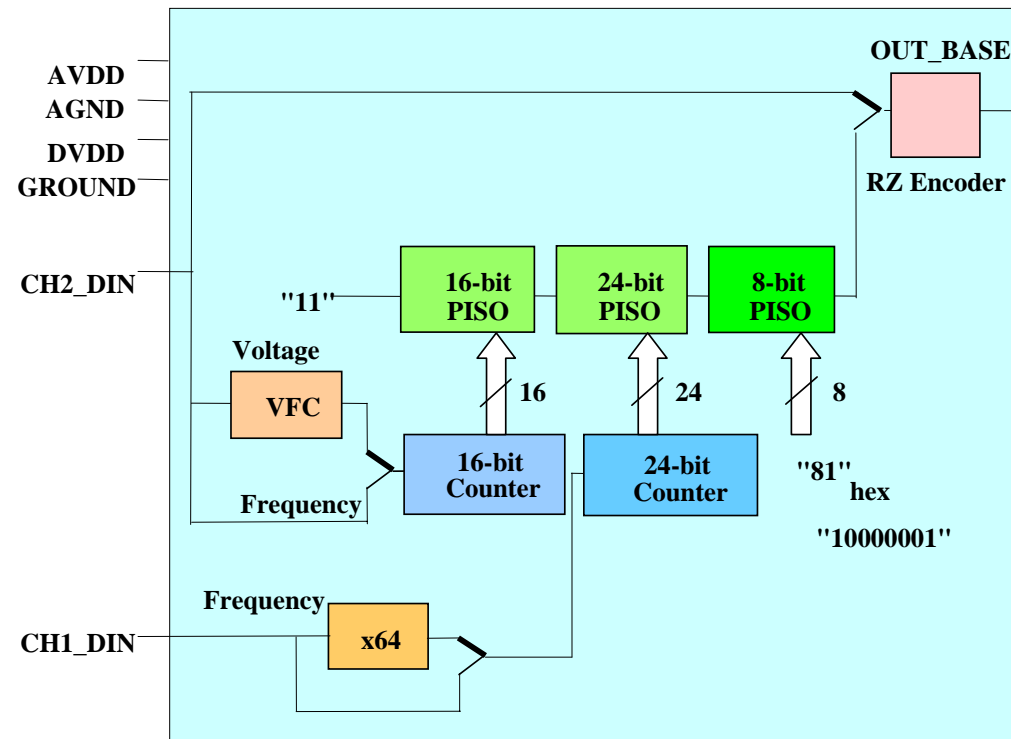 OUT_BASE
AVDD
AGND
DVDD
GROUND
RZ Encoder
CH2_DIN
"11"
16-bit
PISO
24-bit
PISO
8-bit
PISO
Voltage
VFC
16
24
8
Frequency
16-bit
Counter
24-bit
Counter
"81" hex
"10000001"
Frequency
x64
CH1_DIN